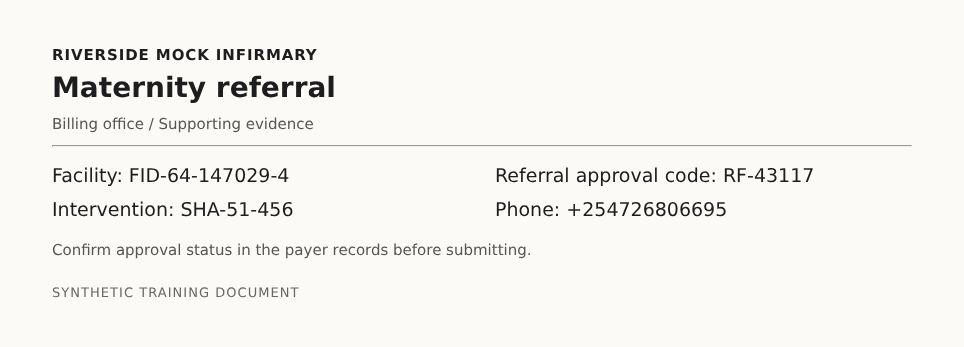 RIVERSIDE MOCK INFIRMARY
Maternity referral
Billing office / Supporting evidence
Facility: FID-64-147029-4
Referral approval code: RF-43117
Intervention: SHA-51-456
Phone: +254726806695
Confirm approval status in the payer records before submitting.
SYNTHETIC TRAINING DOCUMENT